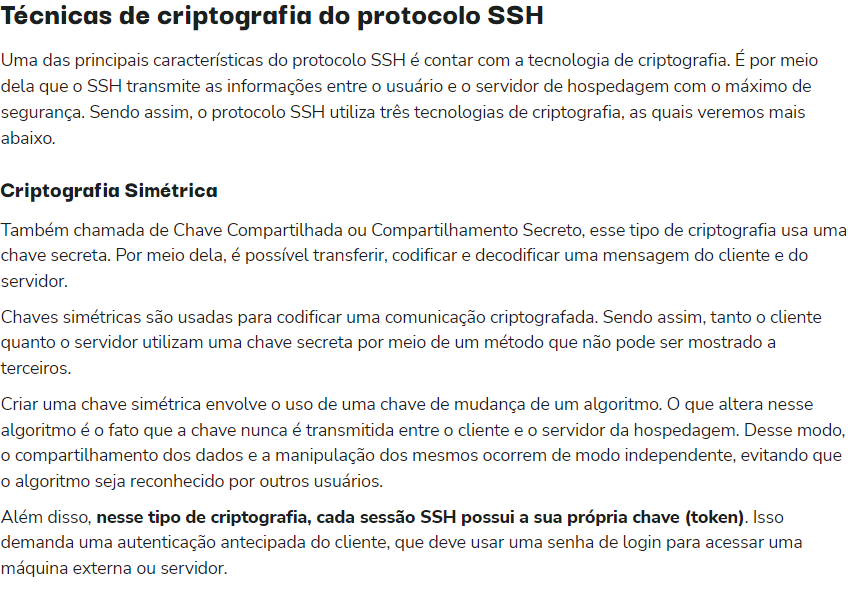 Técnicas de criptografia do protocolo SSH
Uma das principais características do protocolo SSH é contar com a tecnologia de criptografia. É por meio
dela que o SSH transmite as informações entre o usuário e o servidor de hospedagem com o máximo de
segurança. Sendo assim, o protocolo SSH utiliza três tecnologias de criptografia, as quais veremos mais
abaixo.
Criptografia Simétrica
Também chamada de Chave Compartilhada ou Compartilhamento Secreto, esse tipo de criptografia usa uma
chave secreta. Por meio dela, é possível transferir, codificar e decodificar uma mensagem do cliente e do
servidor.
Chaves simétricas são usadas para codificar uma comunicação criptografada. Sendo assim, tanto o cliente
quanto o servidor utilizam uma chave secreta por meio de um método que não pode ser mostrado a
terceiros.
Criar uma chave simétrica envolve o uso de uma chave de mudança de um algoritmo. O que altera nesse
algoritmo é o fato que a chave nunca é transmitida entre o cliente e o servidor da hospedagem. Desse modo,
o compartilhamento dos dados e a manipulação dos mesmos ocorrem de modo independente, evitando que
o algoritmo seja reconhecido por outros usuários.
Além disso, nesse tipo de criptografia, cada sessão SSH possui a sua própria chave (token). Isso
demanda uma autenticação antecipada do cliente, que deve usar uma senha de login para acessar uma
máquina externa ou servidor.